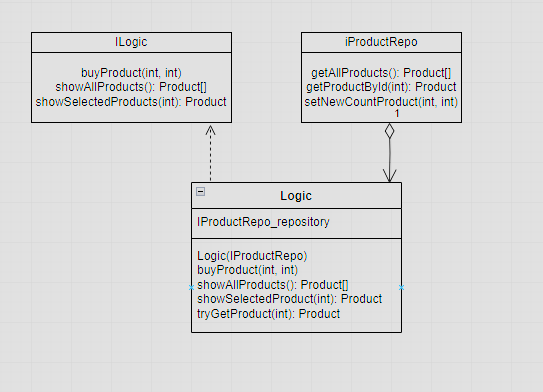 ILogic
buyProduct(int, int)
showAllProducts(): Product[]
showSelectedProducts(int): Product
iProductRepo
getAllProducts(): Product[]
getProductById(int): Product
setNewCountProduct(int, int)
1
Logic
IProductRepo_repository
Logic(IProductRepo)
buyProduct(int, int)
showAllProducts(): Product[]
showSelectedProduct(int): Product
tryGetProduct(int): Product